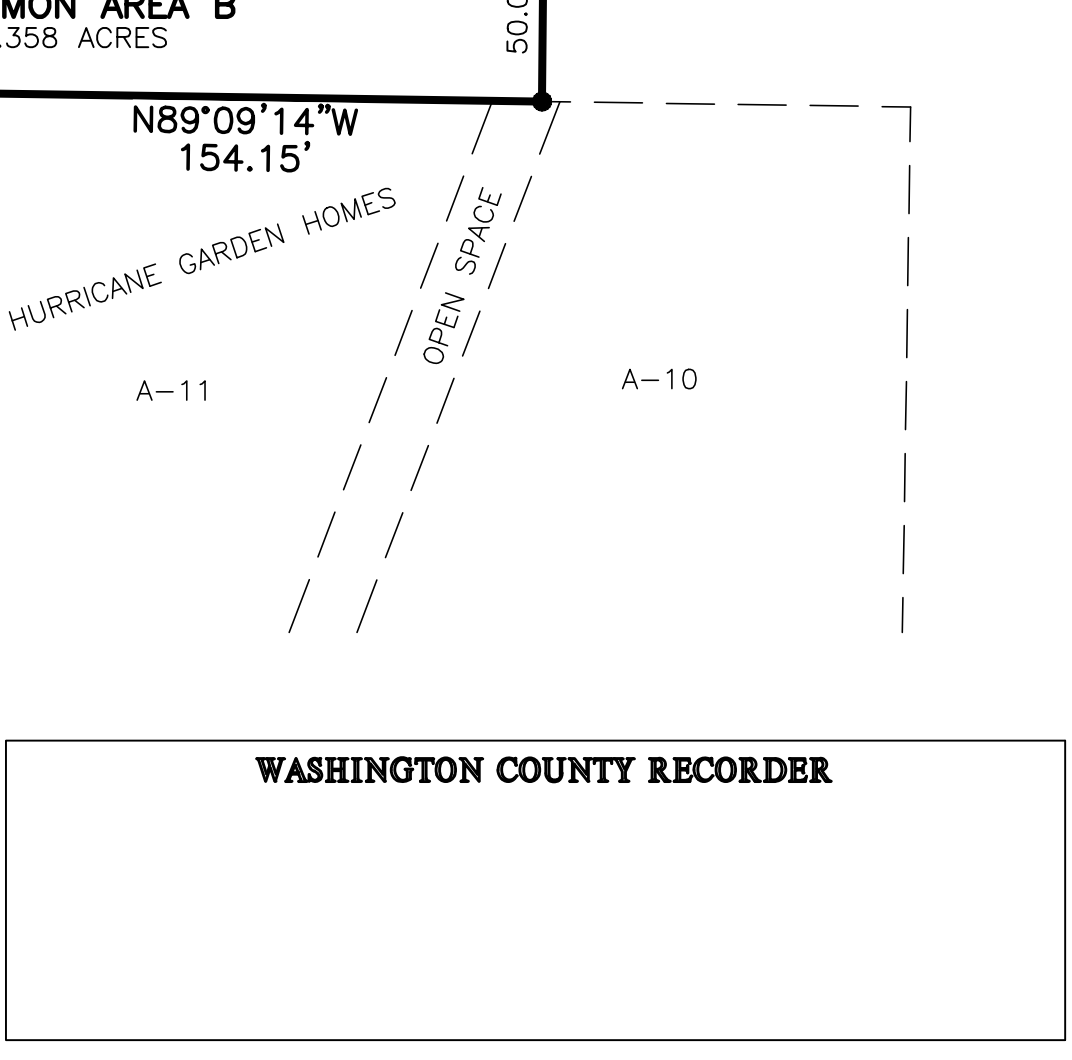 MON AREA B
.358 ACRES
50.0
N89°09'14"W
154.15'
HURRICANE GARDEN HOMES
OPEN SPACE
A-11
A-10
WASHINGTON COUNTY RECORDER